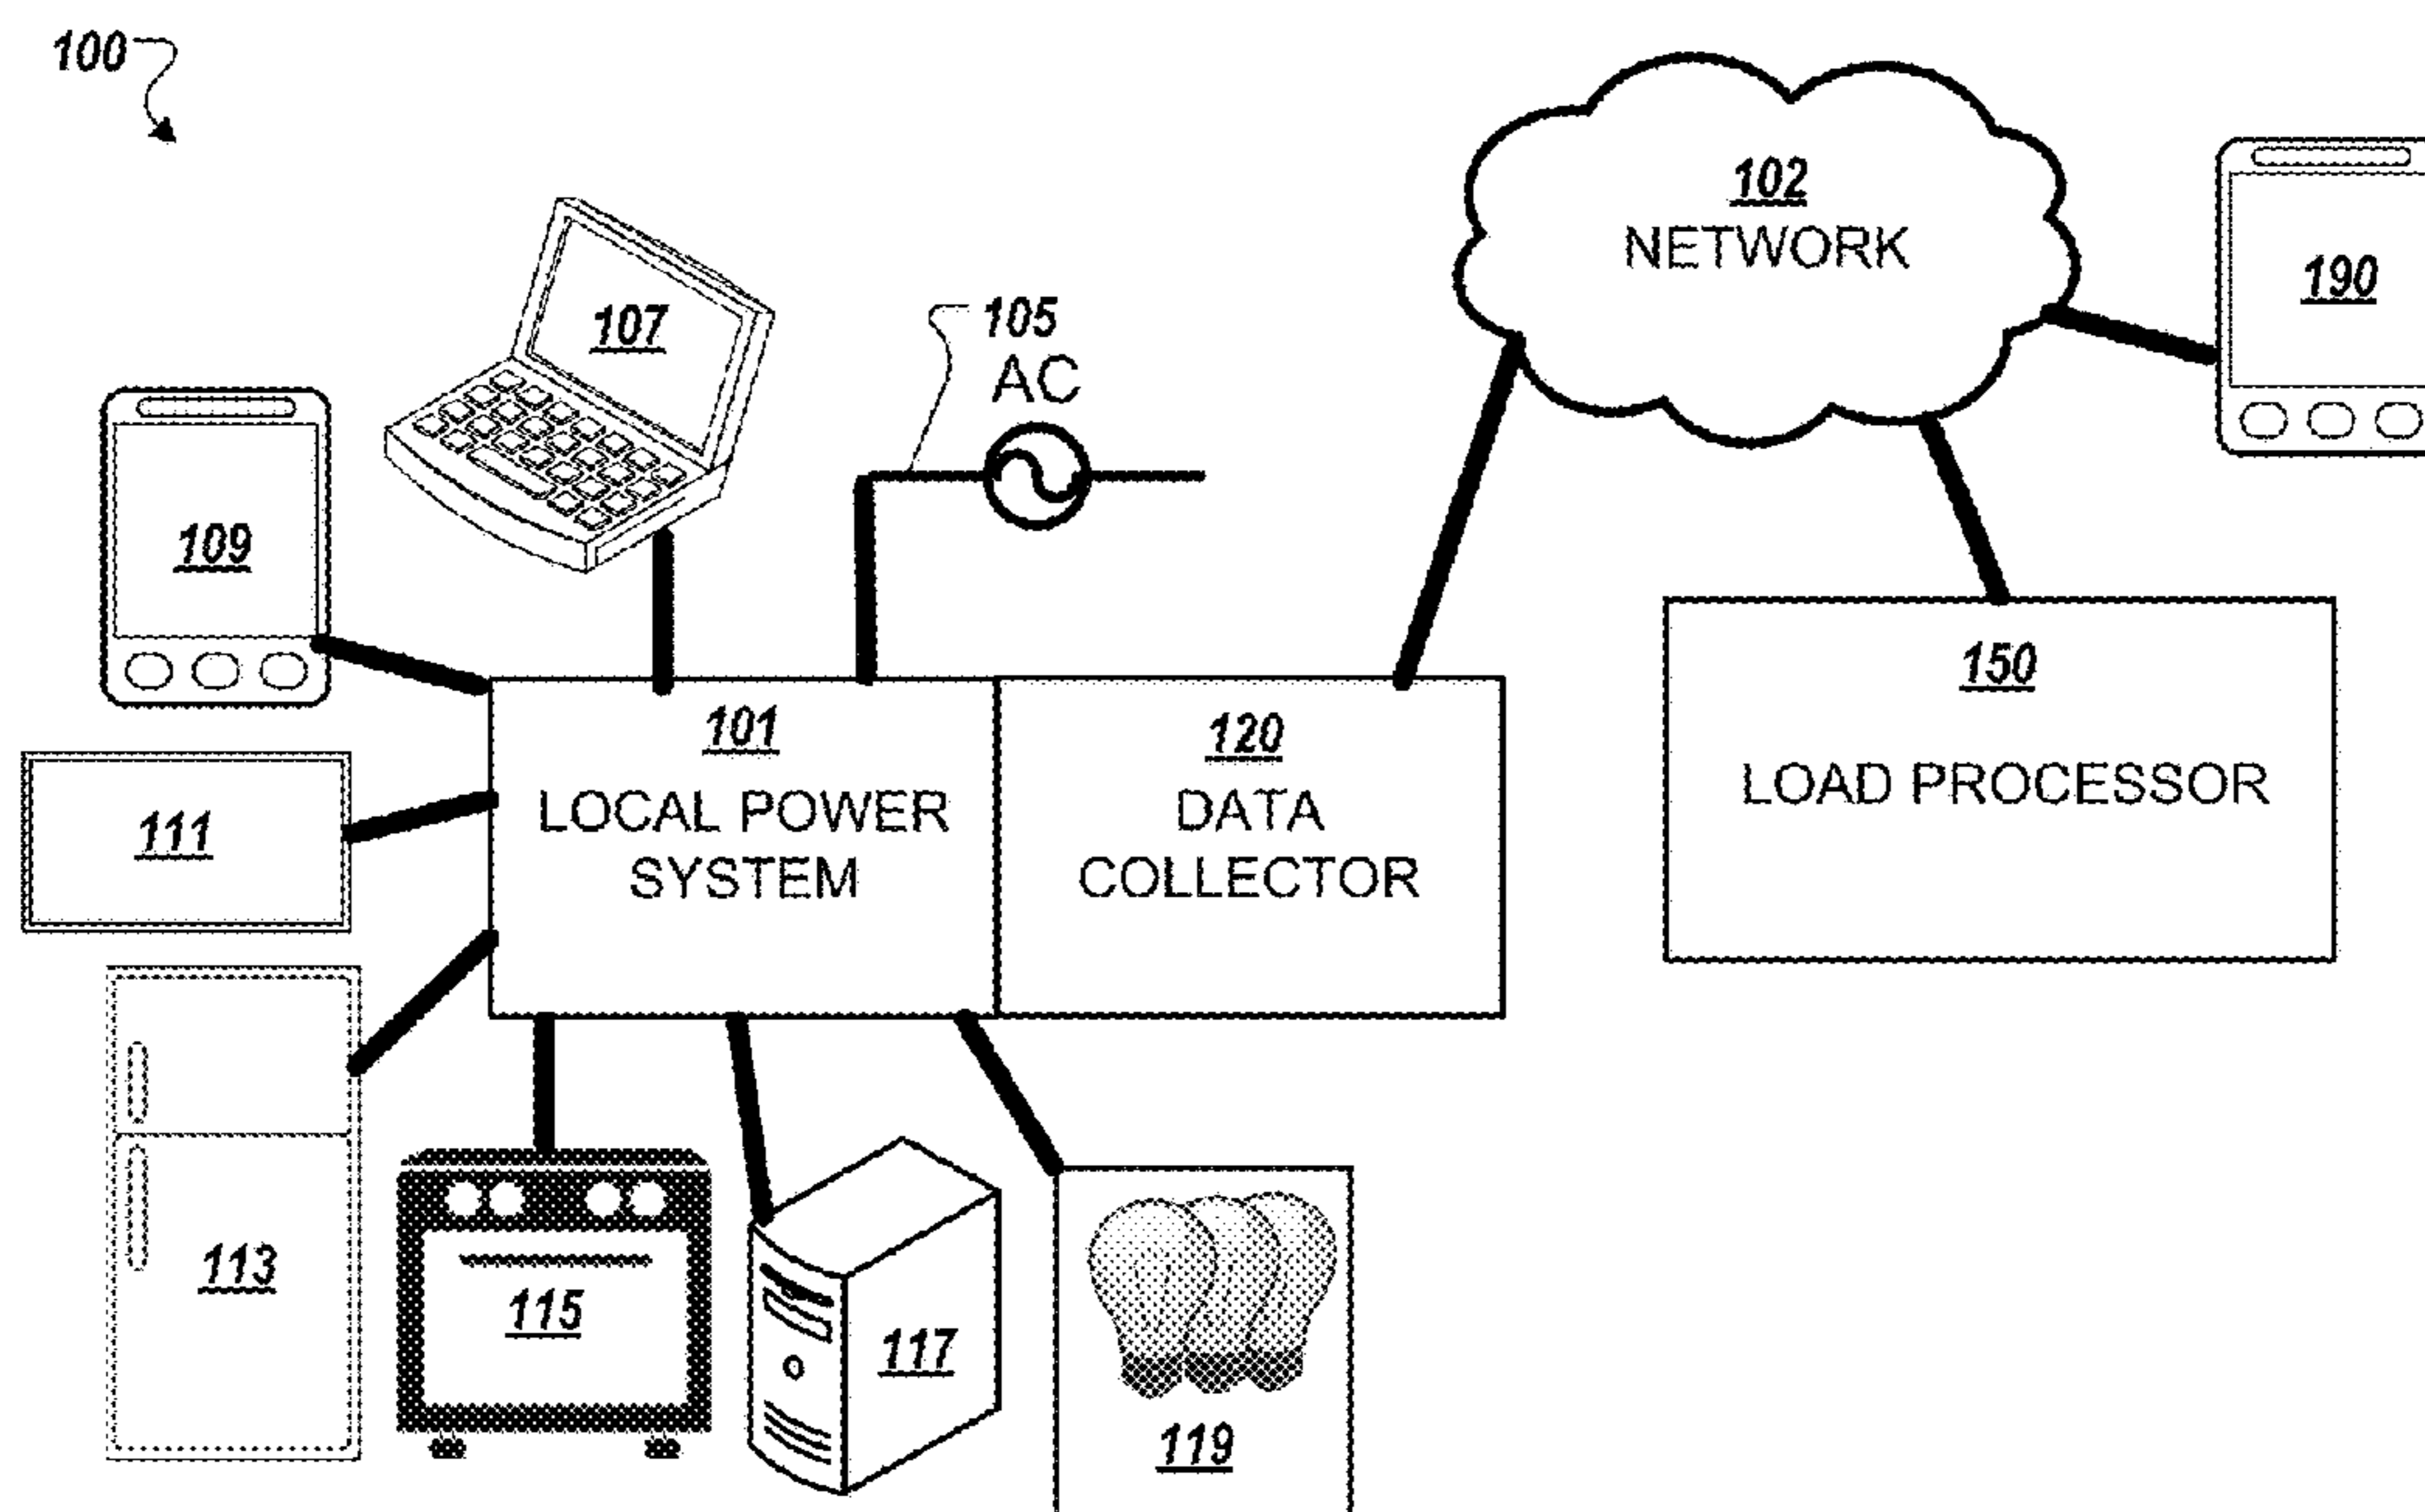 100
102
NETWORK
190
107
105
AC
109
101
LOCAL POWER
SYSTEM
120
DATA
COLLECTOR
150
LOAD PROCESSOR
111
113
115
117
119